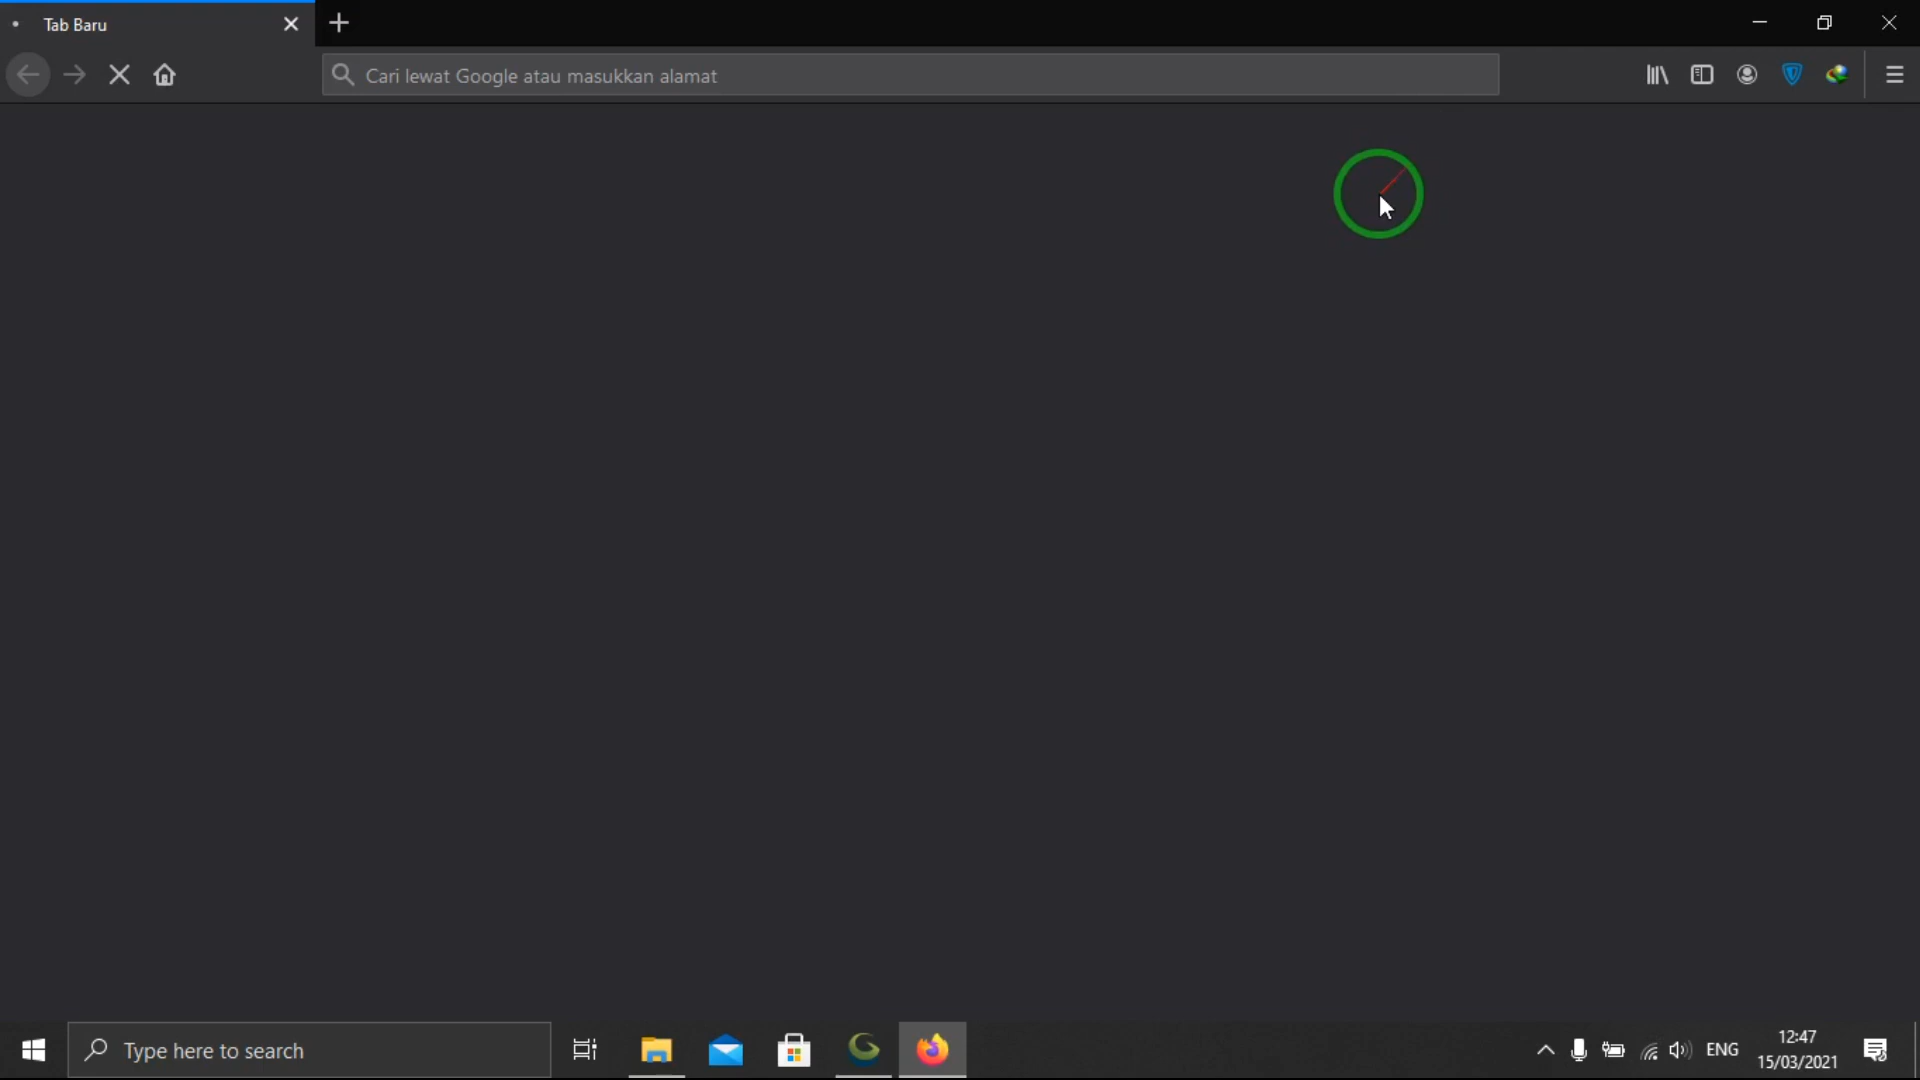 Tab Baru
Cari lewat Google atau masukkan alamat
Type here to search
ENG
12:47
15/03/2021